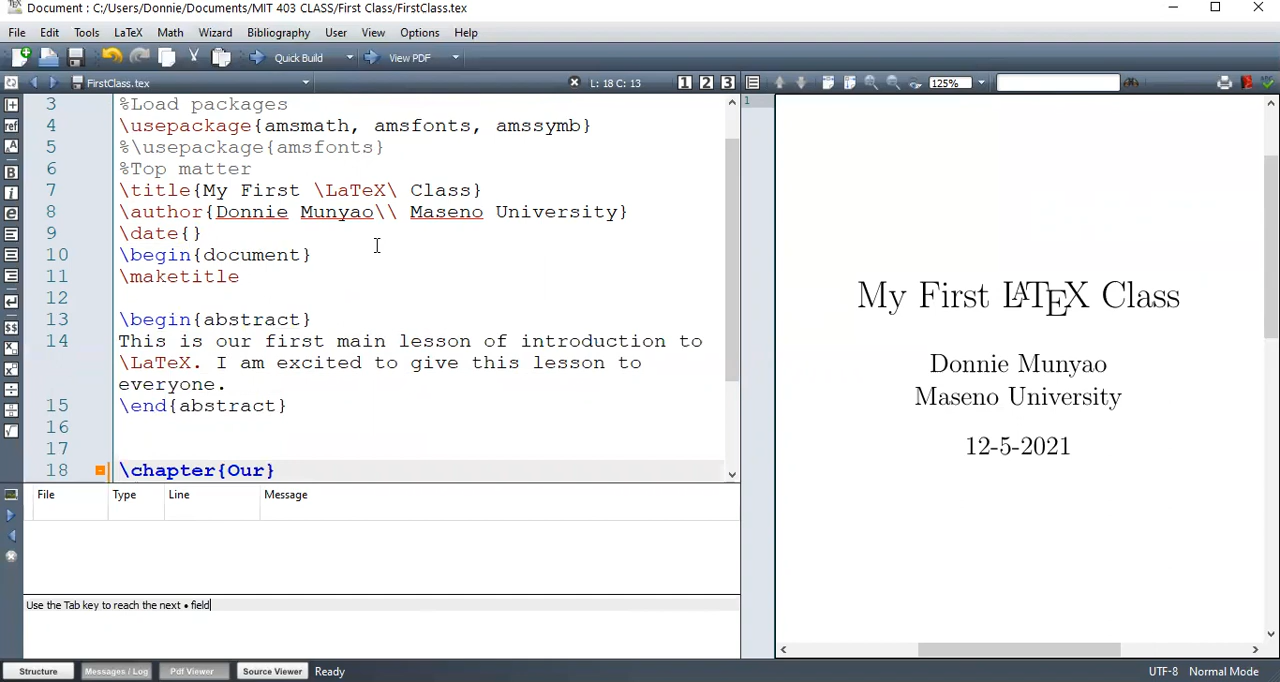 Document : C:/Users/Donnie/Documents/MIT 403 CLASS/First Class/FirstClass.tex
File Edit Tools LaTeX Math Wizard Bibliography User View Options Help
Quick Build View PDF
FirstClass.tex L: 18 C: 13 1 2 3 125%
3 %Load packages
4 \usepackage{amsmath, amsfonts, amssymb}
5 %\usepackage{amsfonts}
6 %Top matter
7 \title{My First \LaTeX\ Class}
8 \author{Donnie Munyao\\ Maseno University}
9 \date{}
10 \begin{document}
11 \maketitle
12
13 \begin{abstract}
14 This is our first main lesson of introduction to
\LaTeX. I am excited to give this lesson to
everyone.
15 \end{abstract}
16
17
18 \chapter{Our}
File Type Line Message
Use the Tab key to reach the next • field
1
My First LATEX Class
Donnie Munyao
Maseno University
12-5-2021
Structure Messages / Log Pdf Viewer Source Viewer Ready UTF-8 Normal Mode